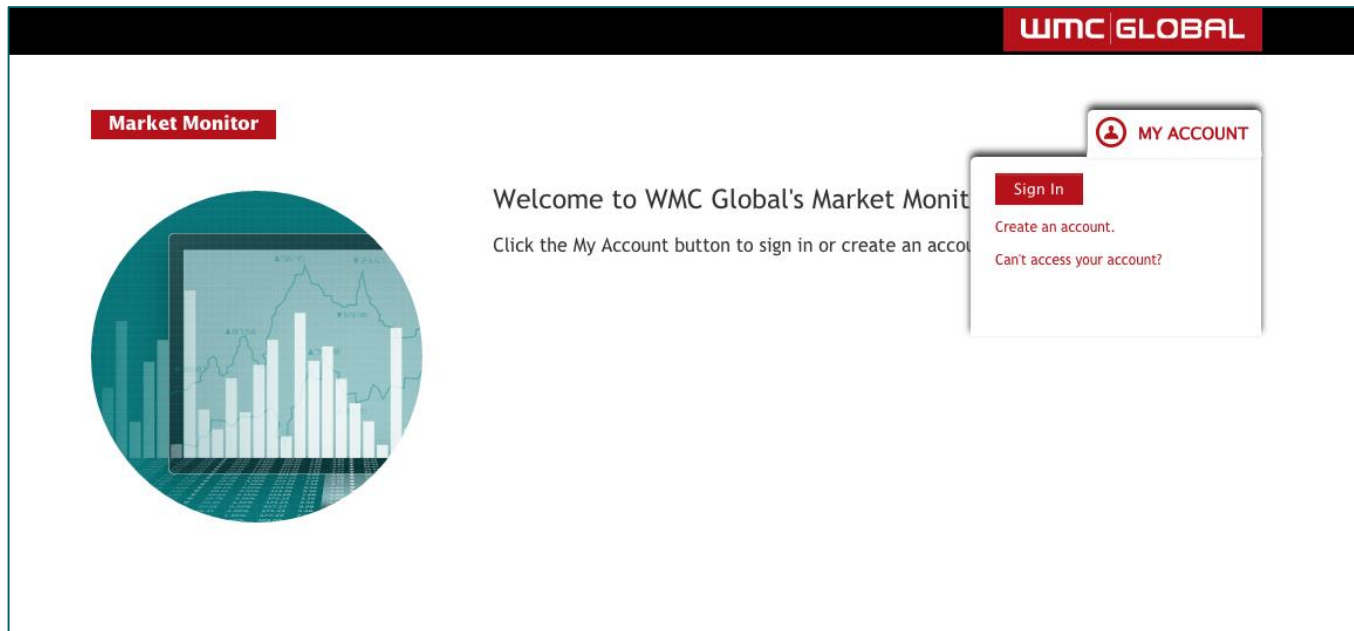 WMC GLOBAL
Market Monitor
MY ACCOUNT
Welcome to WMC Global's Market Monit
Click the My Account button to sign in or create an accou
Sign In
Create an account.
Can't access your account?